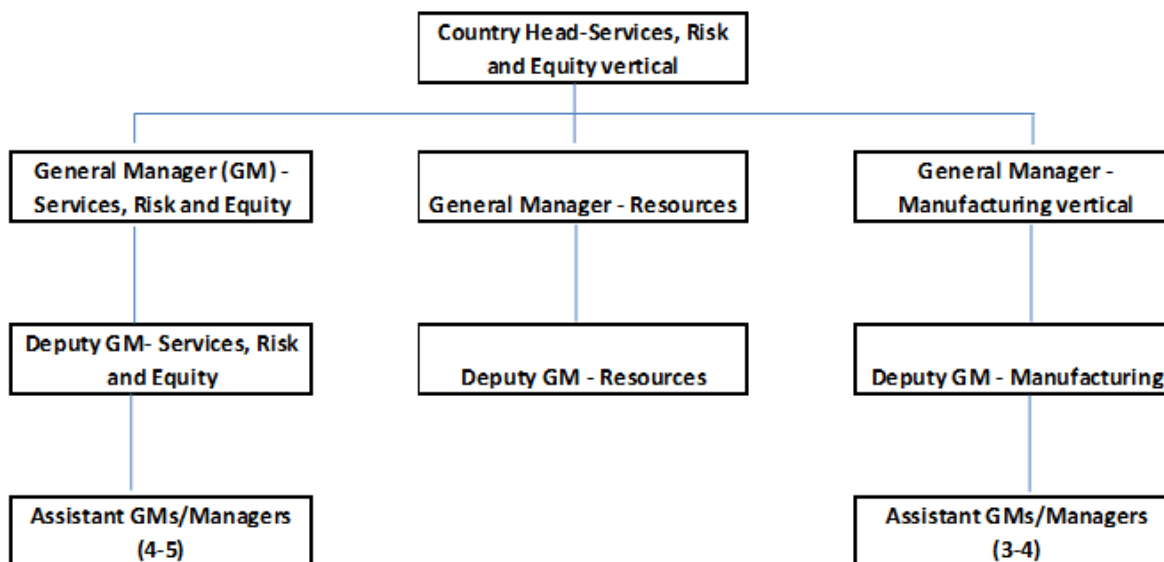 Country Head-Services, Risk
and Equity vertical
General Manager (GM) -
Services, Risk and Equity
General Manager - Resources
General Manager -
Manufacturing vertical
Deputy GM- Services, Risk
and Equity
Deputy GM - Resources
Deputy GM - Manufacturing
Assistant GMs/Managers
(4-5)
Assistant GMs/Managers
(3-4)